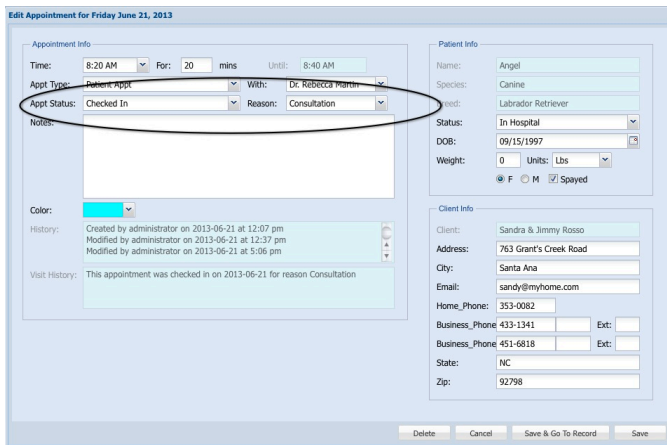 Edit Appointment for Friday June 21, 2013
Appointment Info
Time: 8:20 AM For: 20 mins Until: 8:40 AM
Appt Type: Patient Appt With: Dr. Rebecca Martin
Appt Status: Checked In Reason: Consultation
Notes:
Color:
History: Created by administrator on 2013-06-21 at 12:07 pm
Modified by administrator on 2013-06-21 at 12:37 pm
Modified by administrator on 2013-06-21 at 5:06 pm
Visit History: This appointment was checked in on 2013-06-21 for reason Consultation
Patient Info
Name: Angel
Species: Canine
Breed: Labrador Retriever
Status: In Hospital
DOB: 09/15/1997
Weight: 0 Units: Lbs
F M Spayed
Client Info
Client: Sandra & Jimmy Rosso
Address: 763 Grant's Creek Road
City: Santa Ana
Email: sandy@myhome.com
Home_Phone: 353-0082
Business_Phone 433-1341 Ext:
Business_Phone 451-6818 Ext:
State: NC
Zip: 92798
Delete Cancel Save & Go To Record Save